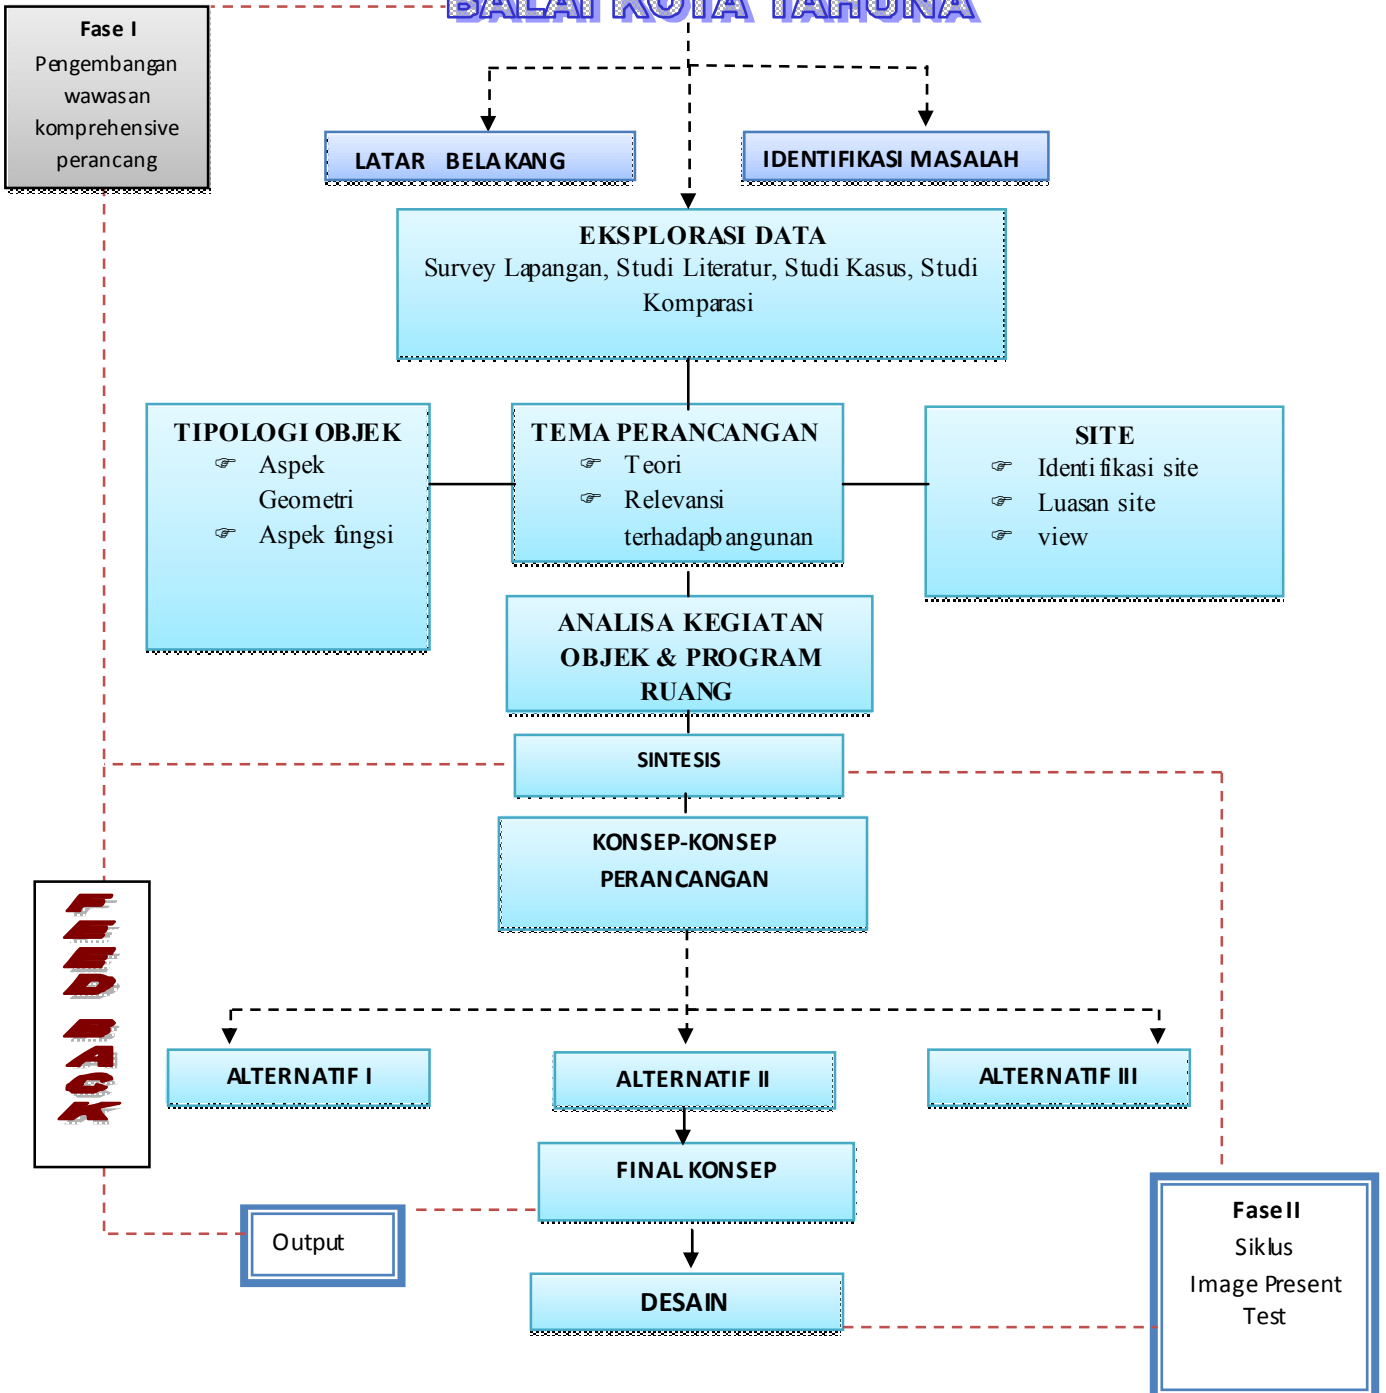 BALAI KOTA TAHUNA
Fase I
Pengembangan
wawasan
komprehensive
perancang
LATAR BELAKANG
IDENTIFIKASI MASALAH
EKSPLORASI DATA
Survey Lapangan, Studi Literatur, Studi Kasus, Studi
Komparasi
TIPOLOGI OBJEK
☞ Aspek
Geometri
☞ Aspek fungsi
TEMA PERANCANGAN
☞ Teori
☞ Relevansi
terhadapbangunan
SITE
☞ Identifikasi site
☞ Luasan site
☞ view
ANALISA KEGIATAN
OBJEK & PROGRAM
RUANG
SINTESIS
KONSEP-KONSEP
PERANCANGAN
FEED BACK
ALTERNATIF I
ALTERNATIF II
ALTERNATIF III
FINAL KONSEP
Output
DESAIN
Fase II
Siklus
Image Present
Test